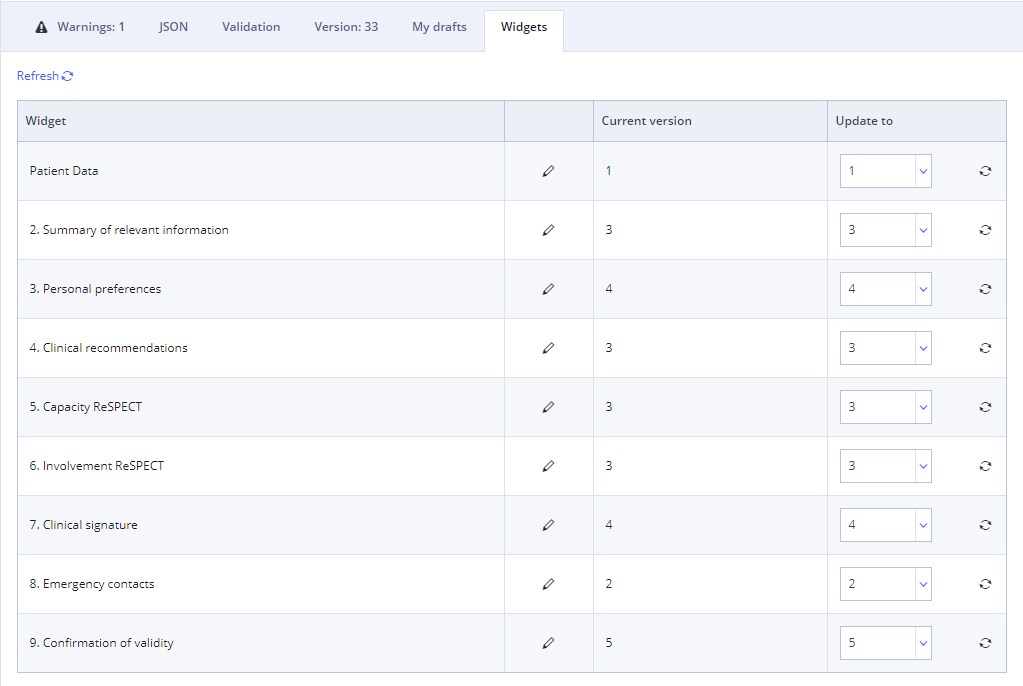 Warnings: 1 JSON Validation Version: 33 My drafts Widgets
Refresh
Widget Current version Update to
Patient Data 1 1
2. Summary of relevant information 3 3
3. Personal preferences 4 4
4. Clinical recommendations 3 3
5. Capacity ReSPECT 3 3
6. Involvement ReSPECT 3 3
7. Clinical signature 4 4
8. Emergency contacts 2 2
9. Confirmation of validity 5 5